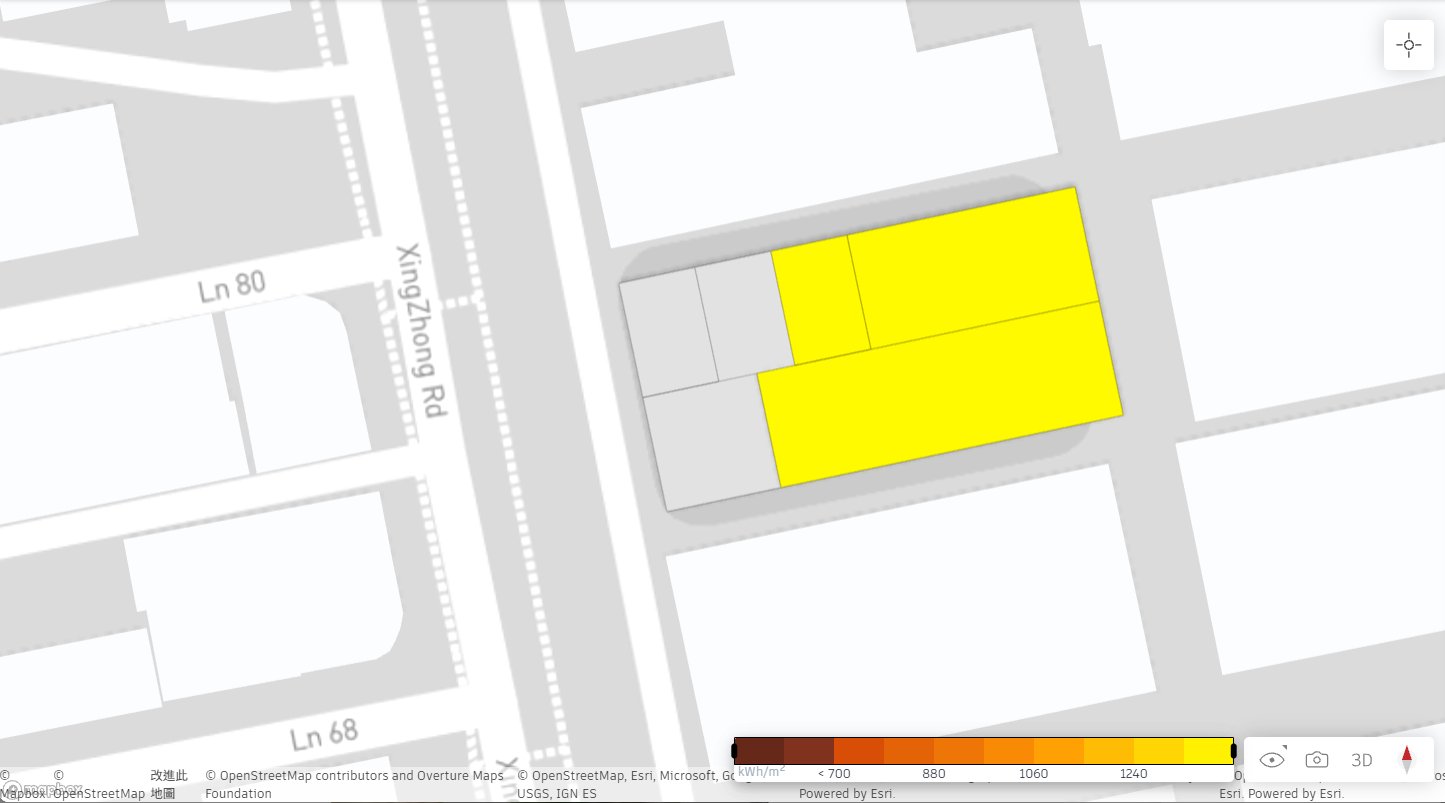 Ln 80
XingZhong Rd
Ln 68
kWh/m² < 700 880 1060 1240
3D
© © 改進此 © OpenStreetMap contributors and Overture Maps © OpenStreetMap, Esri, Microsoft,
Mapbox OpenStreetMap 地圖 Foundation USGS, IGN ES Powered by Esri. Esri. Powered by Esri.